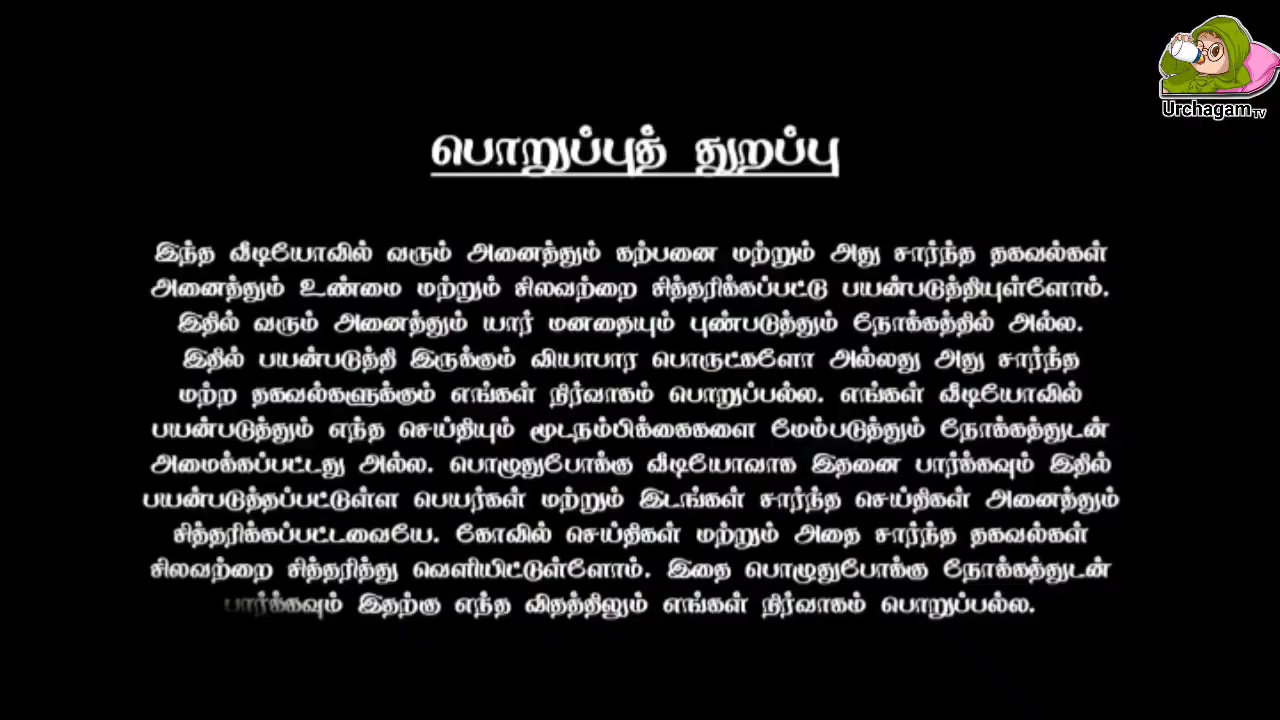 Urchagam TV
பொறுப்புத் துறப்பு
இந்த வீடியோவில் வரும் அனைத்தும் கற்பனை மற்றும் அது சார்ந்த தகவல்கள்
அனைத்தும் உண்மை மற்றும் சிலவற்றை சித்தரிக்கப்பட்டு பயன்படுத்தியுள்ளோம்.
இதில் வரும் அனைத்தும் யார் மனதையும் புண்படுத்தும் நோக்கத்தில் அல்ல.
இதில் பயன்படுத்தி இருக்கும் வியாபார பொருட்களோ அல்லது அது சார்ந்த
மற்ற தகவல்களுக்கும் எங்கள் நிர்வாகம் பொறுப்பல்ல. எங்கள் வீடியோவில்
பயன்படுத்தும் எந்த செய்தியும் மூடநம்பிக்கைகளை மேம்படுத்தும் நோக்கத்துடன்
அமைக்கப்பட்டது அல்ல. பொழுதுபோக்கு வீடியோவாக இதனை பார்க்கவும் இதில்
பயன்படுத்தப்பட்டுள்ள பெயர்கள் மற்றும் இடங்கள் சார்ந்த செய்திகள் அனைத்தும்
சித்தரிக்கப்பட்டவையே. கோவில் செய்திகள் மற்றும் அதை சார்ந்த தகவல்கள்
சிலவற்றை சித்தரித்து வெளியிட்டுள்ளோம். இதை பொழுதுபோக்கு நோக்கத்துடன்
பார்க்கவும் இதற்கு எந்த விதத்திலும் எங்கள் நிர்வாகம் பொறுப்பல்ல.